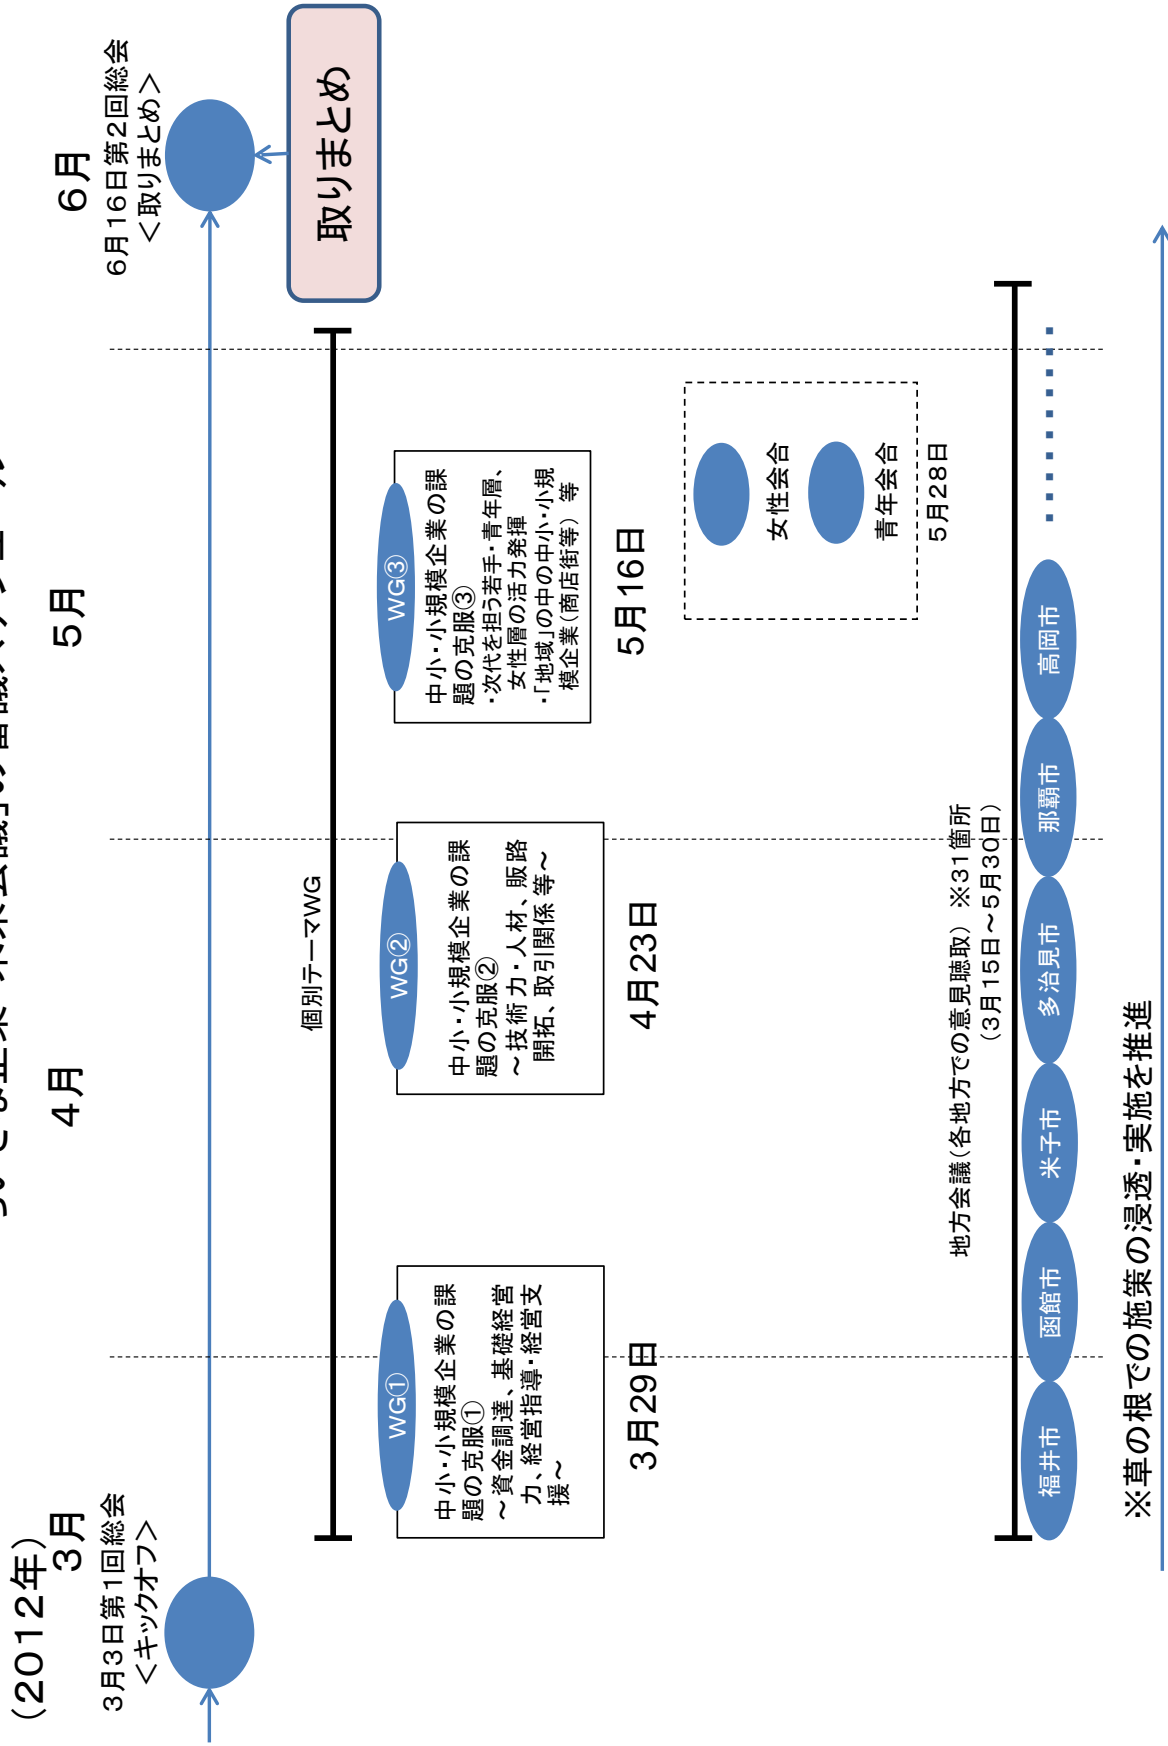 (2012年)
3月
4月
5月
6月
3月3日第1回総会
＜キックオフ＞
6月16日第2回総会
＜取りまとめ＞
取りまとめ
個別テーマWG
WG①
中小・小規模企業の課
題の克服①
～資金調達、基礎経営
力、経営指導・経営支
援～
3月29日
WG②
中小・小規模企業の課
題の克服②
～技術力・人材、販路
開拓、取引関係等～
4月23日
WG③
中小・小規模企業の課
題の克服③
・次代を担う若手・青年層、
女性層の活力発揮
・「地域」の中の中小・小規
模企業(商店街等) 等
5月16日
女性会合
青年会合
5月28日
地方会議(各地方での意見聴取) ※31箇所
(3月15日～5月30日)
福井市
函館市
米子市
多治見市
那覇市
高岡市
※草の根での施策の浸透・実施を推進